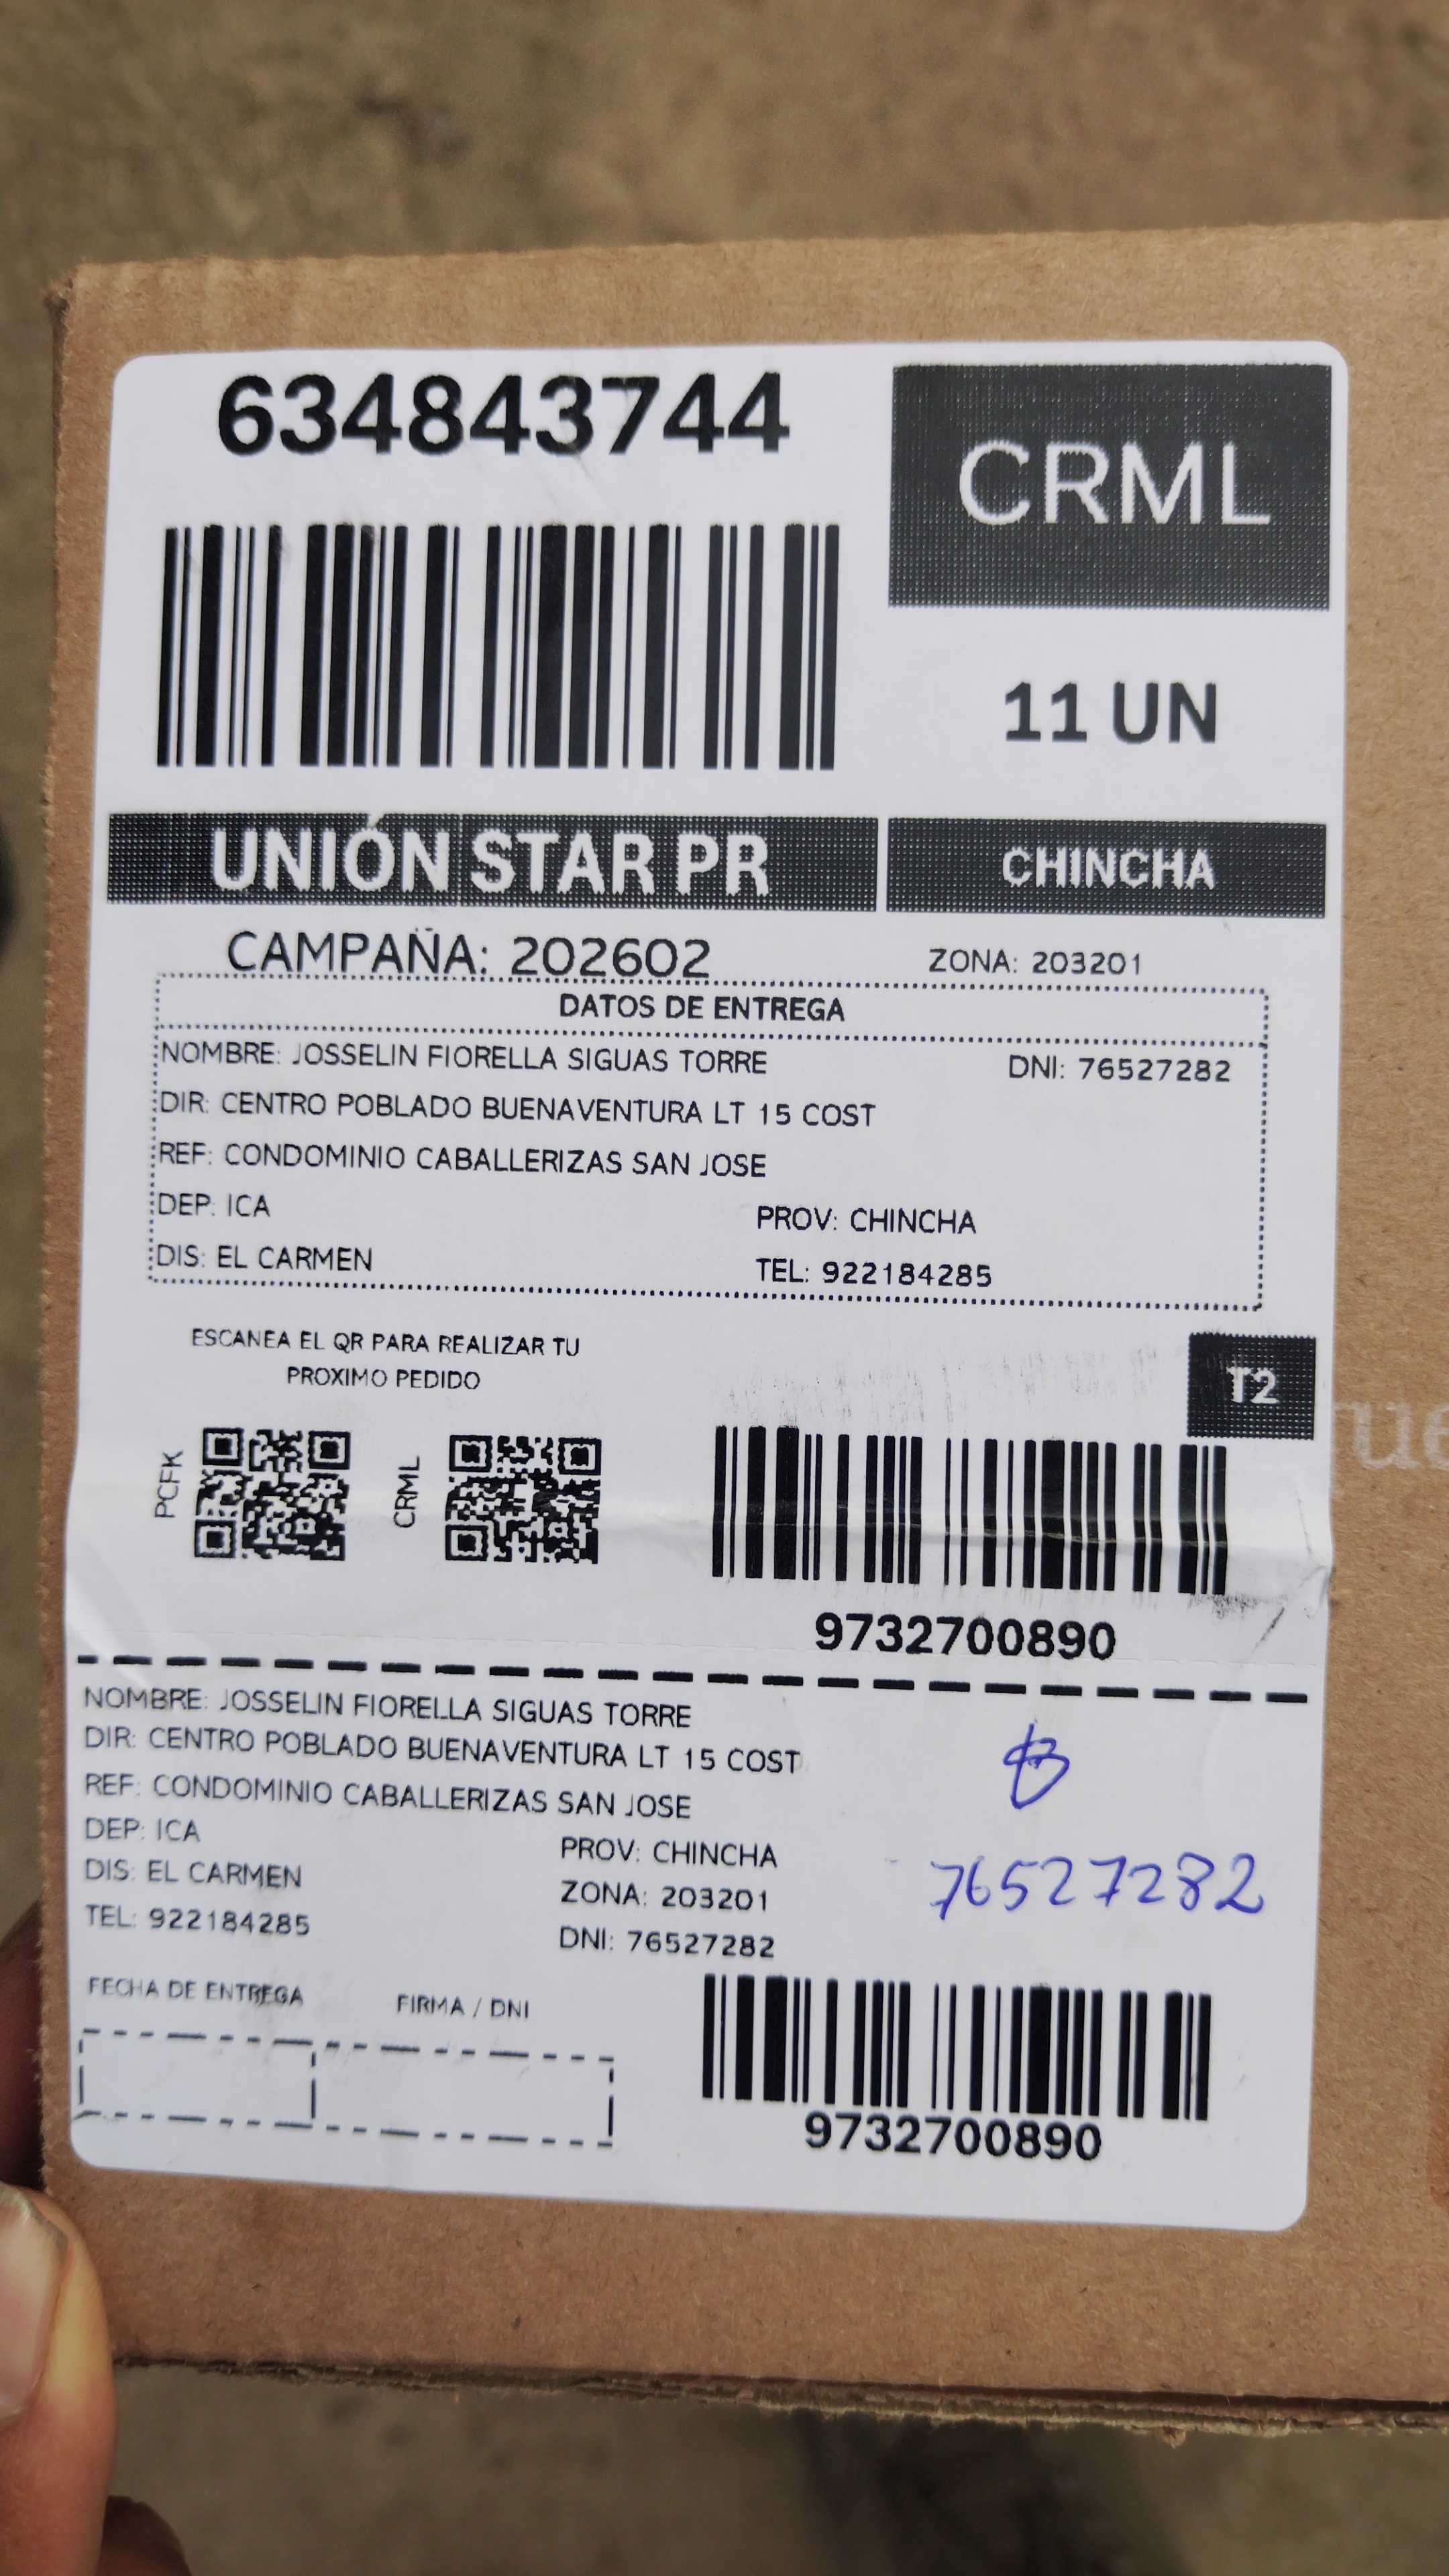 634843744
CRML
11 UN
UNIÓN STAR PR
CHINCHA
CAMPAÑA: 202602
ZONA: 203201
DATOS DE ENTREGA
NOMBRE: JOSSELIN FIORELLA SIGUAS TORRE
DNI: 76527282
DIR: CENTRO POBLADO BUENAVENTURA LT 15 COST
REF: CONDOMINIO CABALLERIZAS SAN JOSE
DEP: ICA
PROV: CHINCHA
DIS: EL CARMEN
TEL: 922184285
ESCANEA EL QR PARA REALIZAR TU
PROXIMO PEDIDO
T2
PCFK
CRML
9732700890
NOMBRE: JOSSELIN FIORELLA SIGUAS TORRE
DIR: CENTRO POBLADO BUENAVENTURA LT 15 COST
REF: CONDOMINIO CABALLERIZAS SAN JOSE
DEP: ICA
PROV: CHINCHA
DIS: EL CARMEN
ZONA: 203201
TEL: 922184285
DNI: 76527282
76527282
FECHA DE ENTREGA
FIRMA / DNI
9732700890